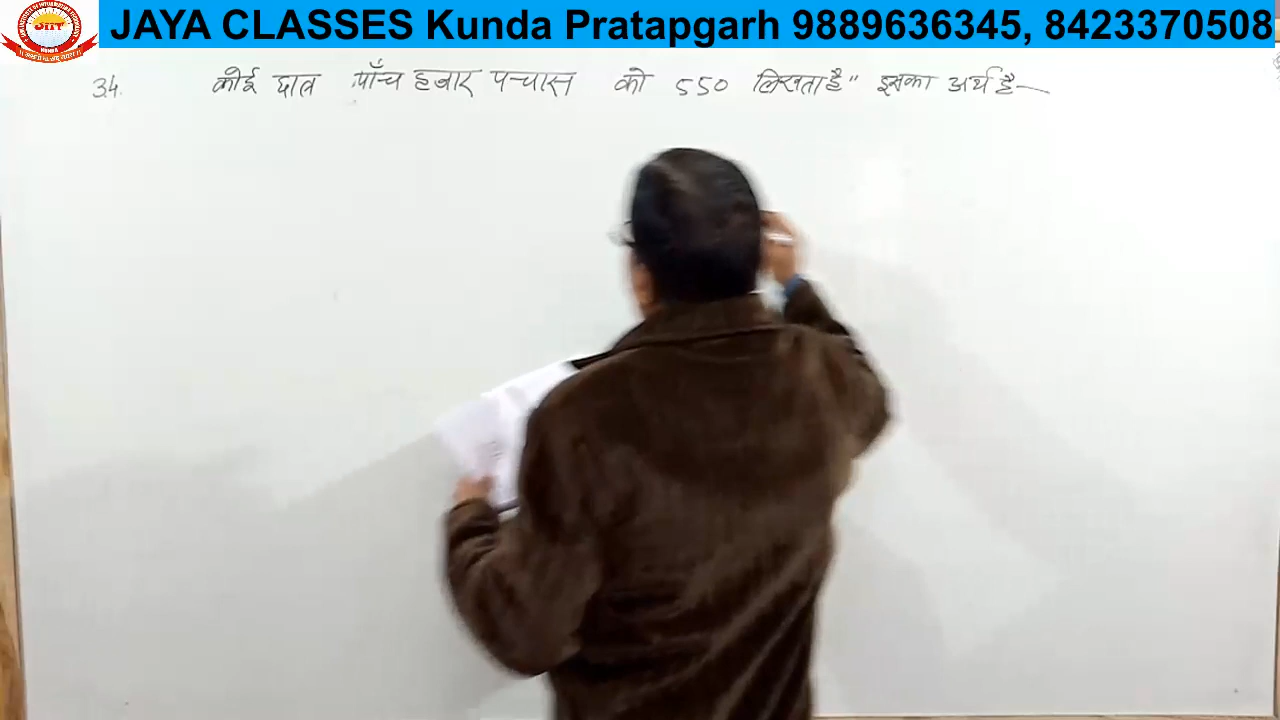 JAYA CLASSES Kunda Pratapgarh 9889636345, 8423370508
34. कोई छात्र पाँच हजार पचास को 550 लिखता है" इसका अर्थ है—